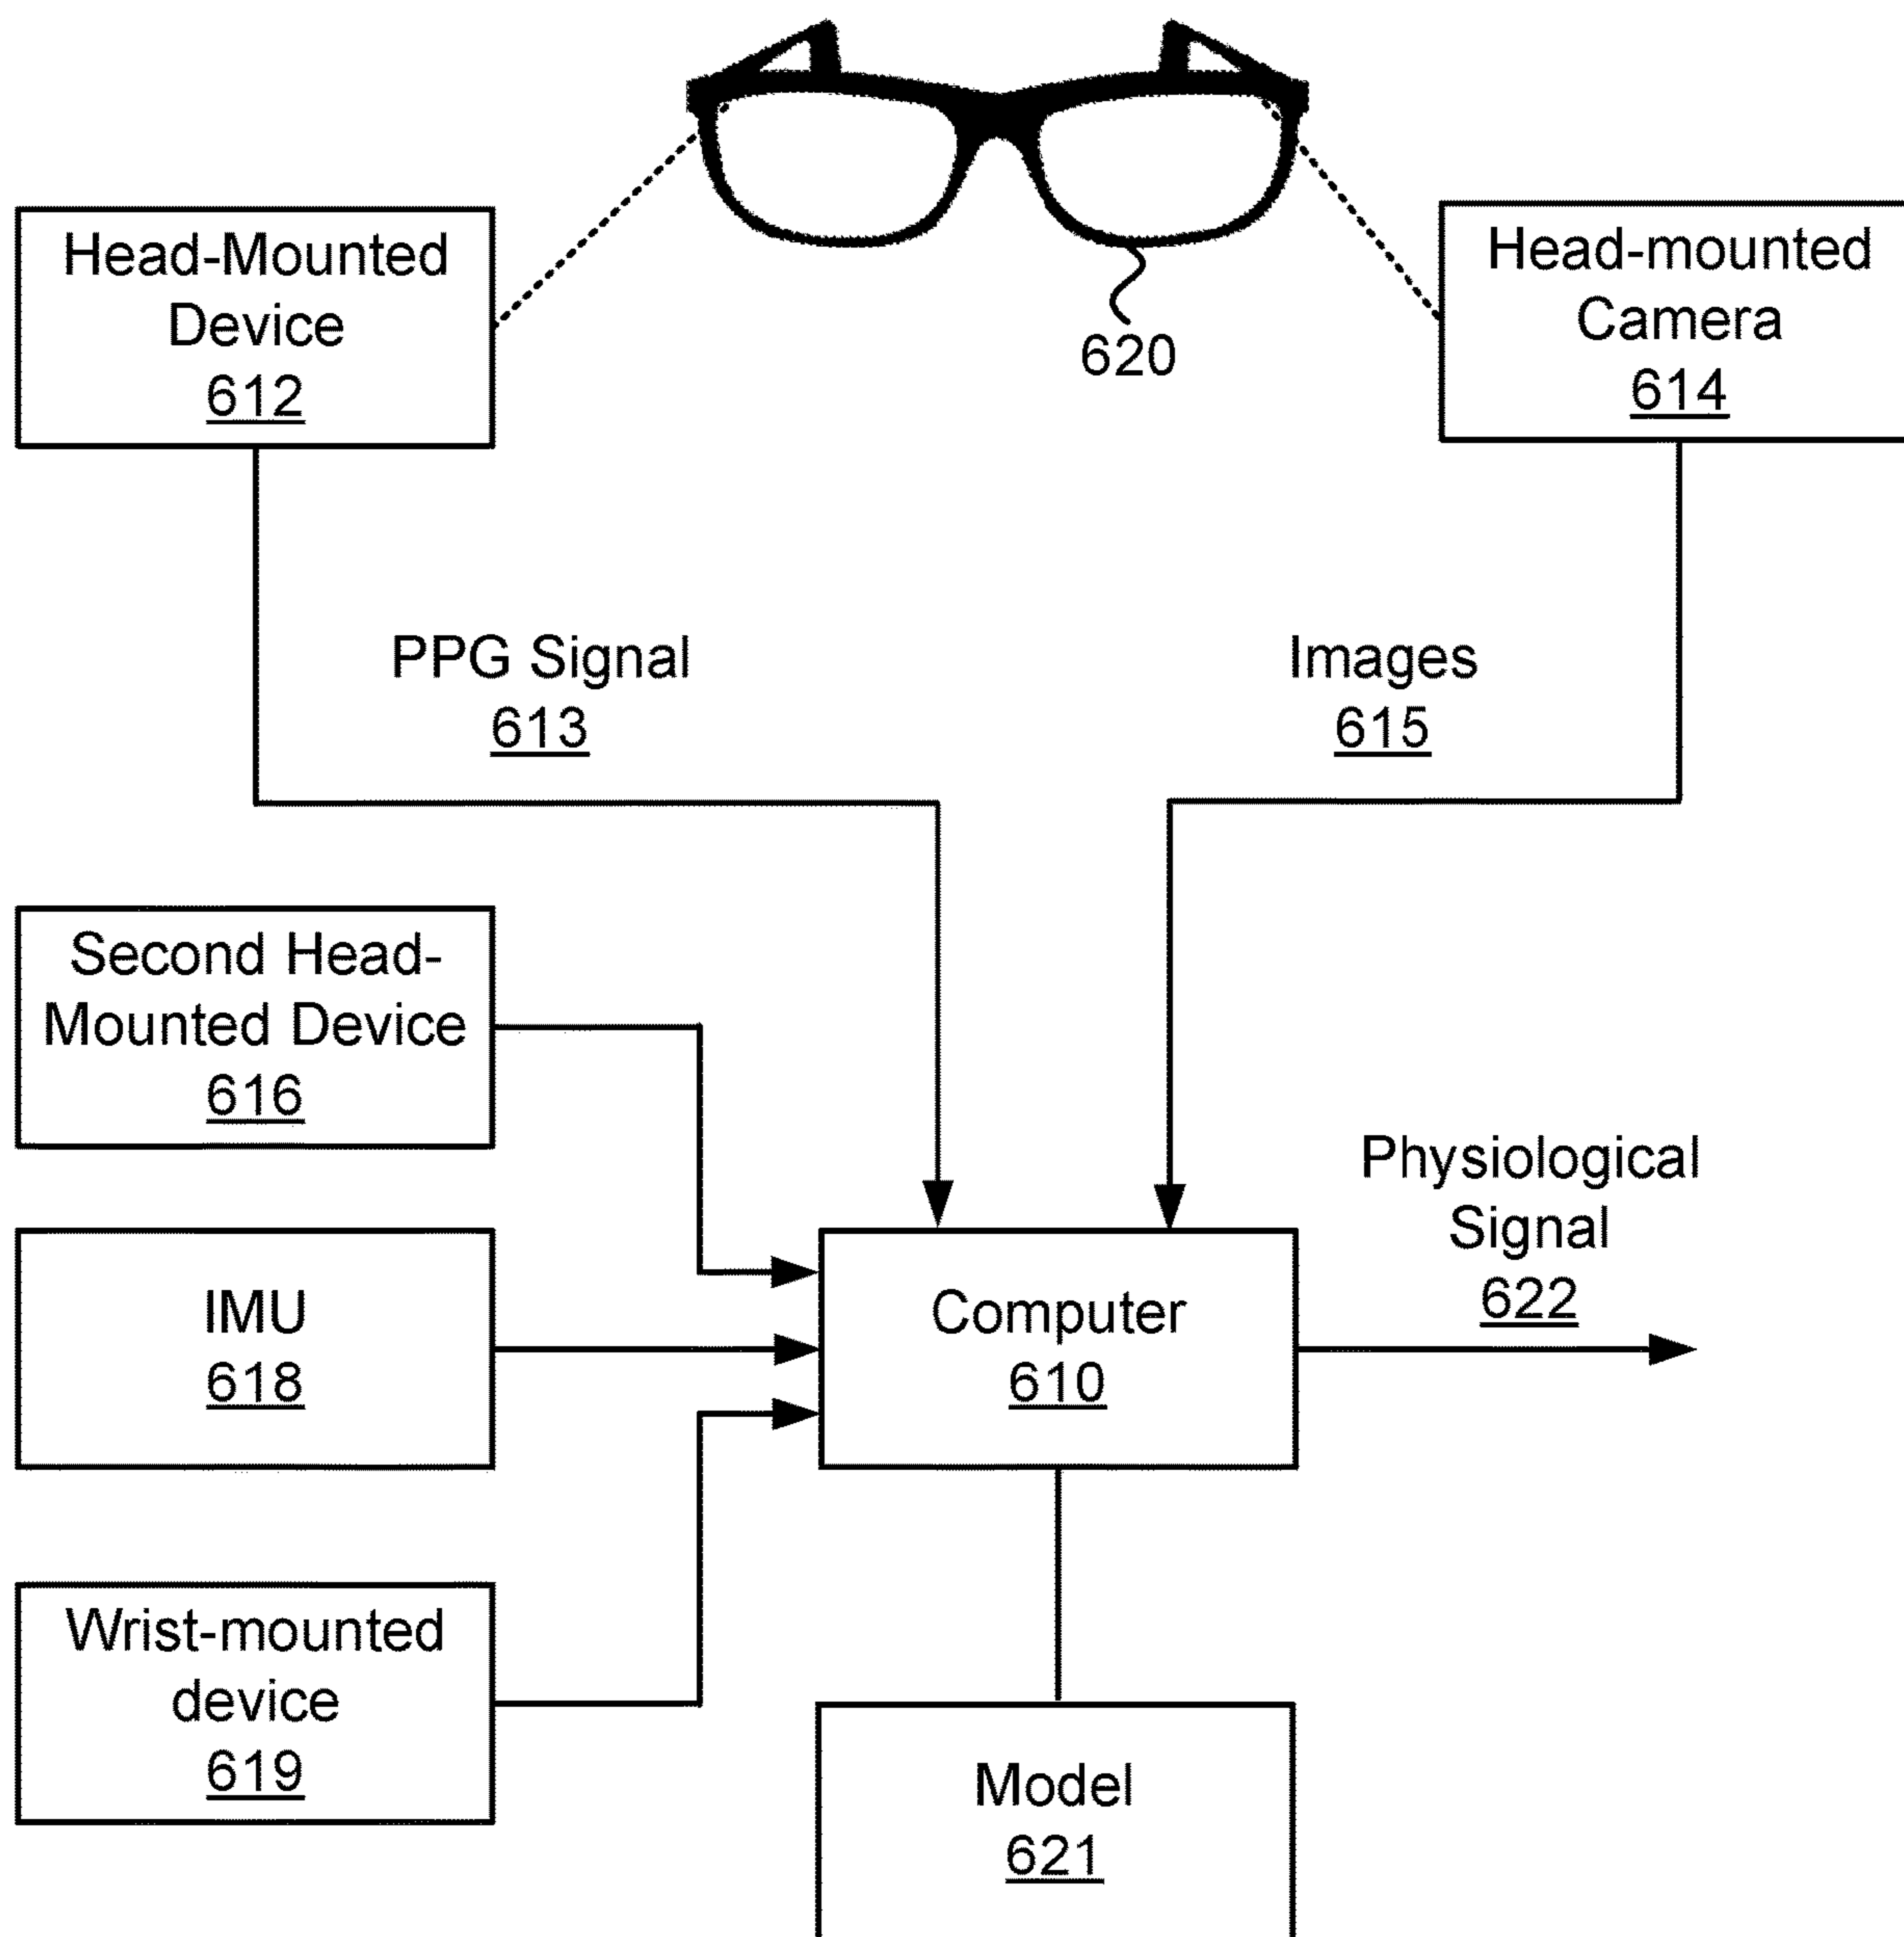 620
Head-Mounted
Device
612
Head-mounted
Camera
614
PPG Signal
613
Images
615
Second Head-
Mounted Device
616
Physiological
Signal
622
IMU
618
Computer
610
Wrist-mounted
device
619
Model
621